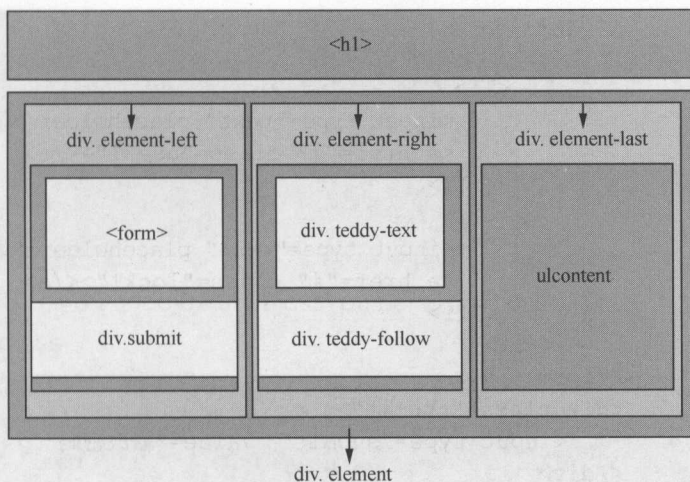 <h1>
div. element-left
div. element-right
div. element-last
<form>
div. teddy-text
ulcontent
div.submit
div. teddy-follow
div. element